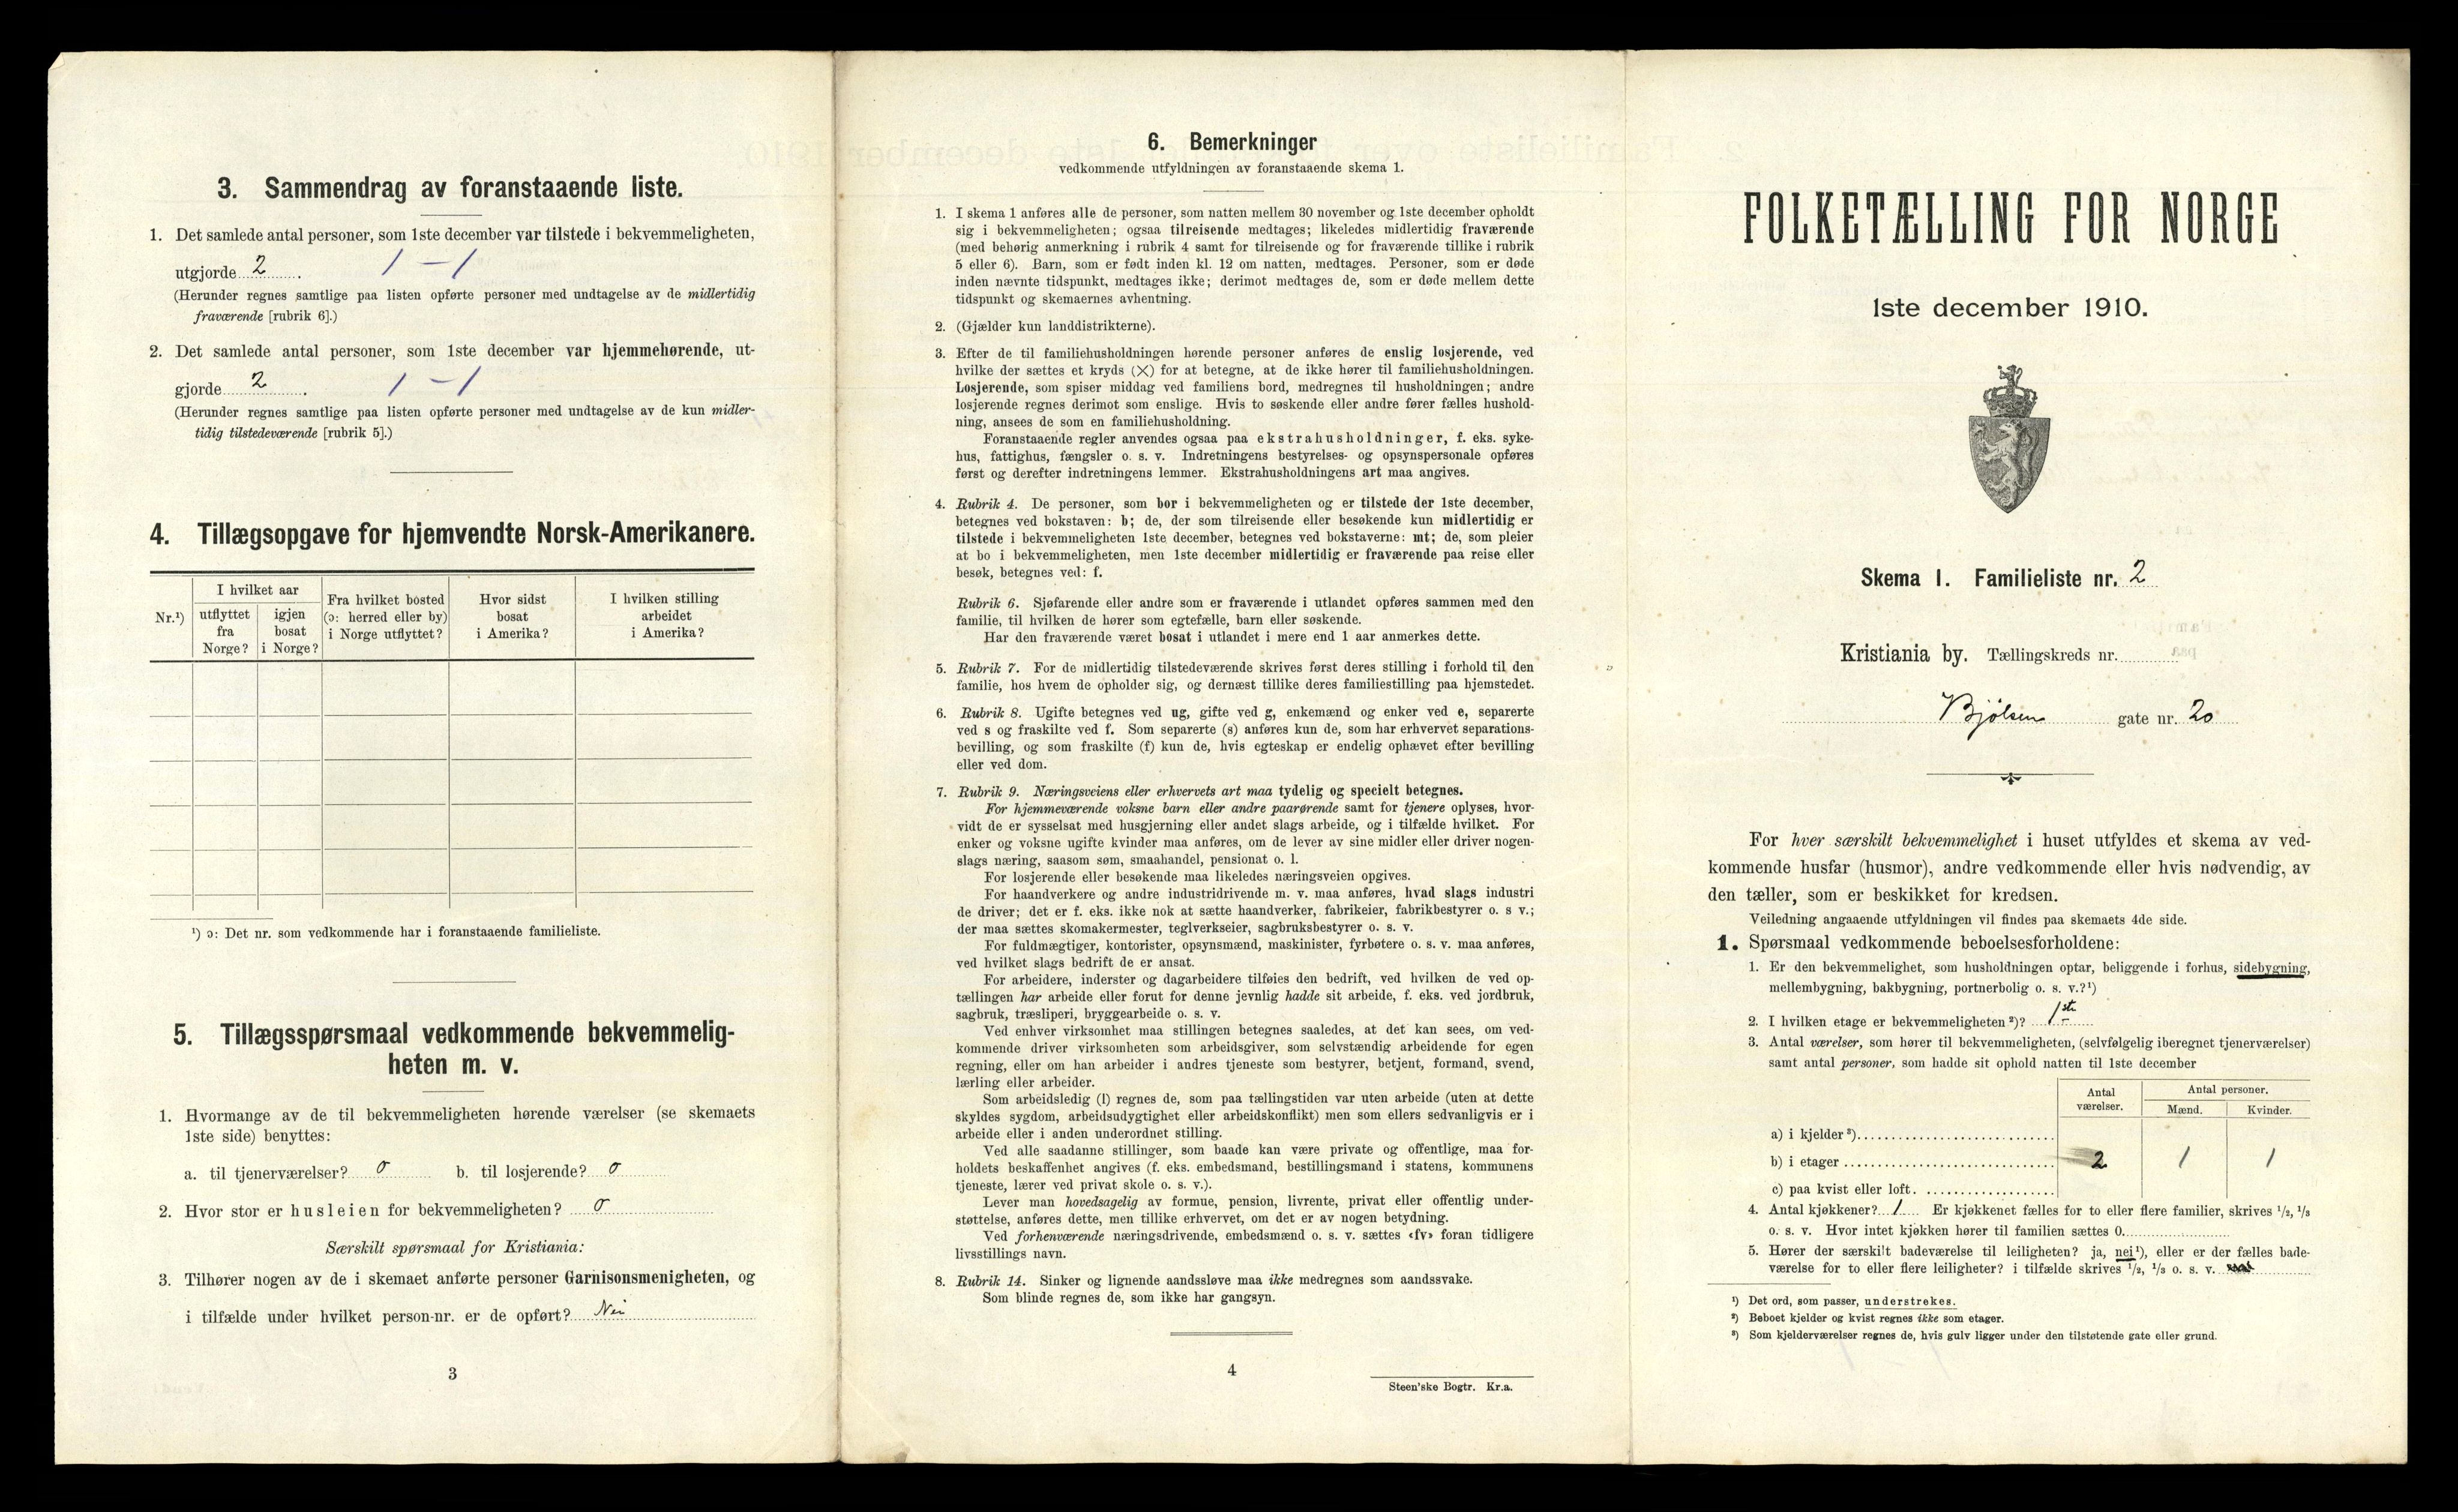 3. Sammendrag av foranstaaende liste.
1. Det samlede antal personer, som 1ste december var tilstede i bekvemmeligheten,
utgjorde 2. 1 – 1
(Herunder regnes samtlige paa listen opførte personer med undtagelse av de midlertidig
fraværende [rubrik 6].)
2. Det samlede antal personer, som 1ste december var hjemmehørende, ut-
gjorde 2. 1 – 1
(Herunder regnes samtlige paa listen opførte personer med undtagelse av de kun midler-
tidig tilstedeværende [rubrik 5].)
4. Tillægsopgave for hjemvendte Norsk-Amerikanere.
Nr.¹)
I hvilket aar
utflyttet fra Norge?
igjen bosat i Norge?
Fra hvilket bosted (ɔ: herred eller by) i Norge utflyttet?
Hvor sidst bosat i Amerika?
I hvilken stilling arbeidet i Amerika?
¹) ɔ: Det nr. som vedkommende har i foranstaaende familieliste.
5. Tillægsspørsmaal vedkommende bekvemmelig-
heten m. v.
1. Hvormange av de til bekvemmeligheten hørende værelser (se skemaets
1ste side) benyttes:
a. til tjenerværelser? 0 b. til losjerende? 0
2. Hvor stor er husleien for bekvemmeligheten? 0
Særskilt spørsmaal for Kristiania:
3. Tilhører nogen av de i skemaet anførte personer Garnisonsmenigheten, og
i tilfælde under hvilket person-nr. er de opført? Nei
3
6. Bemerkninger
vedkommende utfyldningen av foranstaaende skema 1.
1. I skema 1 anføres alle de personer, som natten mellem 30 november og 1ste december opholdt
sig i bekvemmeligheten; ogsaa tilreisende medtages; likeledes midlertidig fraværende
(med behørig anmerkning i rubrik 4 samt for tilreisende og for fraværende tillike i rubrik
5 eller 6). Barn, som er født inden kl. 12 om natten, medtages. Personer, som er døde
inden nævnte tidspunkt, medtages ikke; derimot medtages de, som er døde mellem dette
tidspunkt og skemaernes avhentning.
2. (Gjælder kun landdistrikterne).
3. Efter de til familiehusholdningen hørende personer anføres de enslig losjerende, ved
hvilke der sættes et kryds (×) for at betegne, at de ikke hører til familiehusholdningen.
Losjerende, som spiser middag ved familiens bord, medregnes til husholdningen; andre
losjerende regnes derimot som enslige. Hvis to søskende eller andre fører fælles hushold-
ning, ansees de som en familiehusholdning.
Foranstaaende regler anvendes ogsaa paa ekstrahusholdninger, f. eks. syke-
hus, fattighus, fængsler o. s. v. Indretningens bestyrelses- og opsynspersonale opføres
først og derefter indretningens lemmer. Ekstrahusholdningens art maa angives.
4. Rubrik 4. De personer, som bor i bekvemmeligheten og er tilstede der 1ste december,
betegnes ved bokstaven: b; de, der som tilreisende eller besøkende kun midlertidig er
tilstede i bekvemmeligheten 1ste december, betegnes ved bokstaverne: mt; de, som pleier
at bo i bekvemmeligheten, men 1ste december midlertidig er fraværende paa reise eller
besøk, betegnes ved: f.
Rubrik 6. Sjøfarende eller andre som er fraværende i utlandet opføres sammen med den
familie, til hvilken de hører som egtefælle, barn eller søskende.
Har den fraværende været bosat i utlandet i mere end 1 aar anmerkes dette.
5. Rubrik 7. For de midlertidig tilstedeværende skrives først deres stilling i forhold til den
familie, hos hvem de opholder sig, og dernæst tillike deres familiestilling paa hjemstedet.
6. Rubrik 8. Ugifte betegnes ved ug, gifte ved g, enkemænd og enker ved e, separerte
ved s og fraskilte ved f. Som separerte (s) anføres kun de, som har erhvervet separations-
bevilling, og som fraskilte (f) kun de, hvis egteskap er endelig ophævet efter bevilling
eller ved dom.
7. Rubrik 9. Næringsveiens eller erhvervets art maa tydelig og specielt betegnes.
For hjemmeværende voksne barn eller andre paarørende samt for tjenere oplyses, hvor-
vidt de er sysselsat med husgjerning eller andet slags arbeide, og i tilfælde hvilket. For
enker og voksne ugifte kvinder maa anføres, om de lever av sine midler eller driver nogen-
slags næring, saasom søm, smaahandel, pensionat o. l.
For losjerende eller besøkende maa likeledes næringsveien opgives.
For haandverkere og andre industridrivende m. v. maa anføres, hvad slags industri
de driver; det er f. eks. ikke nok at sætte haandverker, fabrikeier, fabrikbestyrer o. s v.;
der maa sættes skomakermester, teglverkseier, sagbruksbestyrer o. s. v.
For fuldmægtiger, kontorister, opsynsmænd, maskinister, fyrbøtere o. s. v. maa anføres,
ved hvilket slags bedrift de er ansat.
For arbeidere, inderster og dagarbeidere tilføies den bedrift, ved hvilken de ved op-
tællingen har arbeide eller forut for denne jevnlig hadde sit arbeide, f. eks. ved jordbruk,
sagbruk, træsliperi, bryggearbeide o. s. v.
Ved enhver virksomhet maa stillingen betegnes saaledes, at det kan sees, om ved-
kommende driver virksomheten som arbeidsgiver, som selvstændig arbeidende for egen
regning, eller om han arbeider i andres tjeneste som bestyrer, betjent, formand, svend,
lærling eller arbeider.
Som arbeidsledig (l) regnes de, som paa tællingstiden var uten arbeide (uten at dette
skyldes sygdom, arbeidsudygtighet eller arbeidskonflikt) men som ellers sedvanligvis er i
arbeide eller i anden underordnet stilling.
Ved alle saadanne stillinger, som baade kan være private og offentlige, maa for-
holdets beskaffenhet angives (f. eks. embedsmand, bestillingsmand i statens, kommunens
tjeneste, lærer ved privat skole o. s. v.).
Lever man hovedsagelig av formue, pension, livrente, privat eller offentlig under-
støttelse, anføres dette, men tillike erhvervet, om det er av nogen betydning.
Ved forhenværende næringsdrivende, embedsmænd o. s. v. sættes «fv» foran tidligere
livsstillings navn.
8. Rubrik 14. Sinker og lignende aandssløve maa ikke medregnes som aandssvake.
Som blinde regnes de, som ikke har gangsyn.
4
Steen'ske Bogtr. Kr.a.
FOLKETÆLLING FOR NORGE
1ste december 1910.
Skema 1. Familieliste nr. 2
Kristiania by. Tællingskreds nr.
Bjølsen gate nr. 20
For hver særskilt bekvemmelighet i huset utfyldes et skema av ved-
kommende husfar (husmor), andre vedkommende eller hvis nødvendig, av
den tæller, som er beskikket for kredsen.
Veiledning angaaende utfyldningen vil findes paa skemaets 4de side.
1. Spørsmaal vedkommende beboelsesforholdene:
1. Er den bekvemmelighet, som husholdningen optar, beliggende i forhus, sidebygning,
mellembygning, bakbygning, portnerbolig o. s. v.?¹)
2. I hvilken etage er bekvemmeligheten²)? 1ste
3. Antal værelser, som hører til bekvemmeligheten, (selvfølgelig iberegnet tjenerværelser)
samt antal personer, som hadde sit ophold natten til 1ste december
Antal værelser. Antal personer.
Mænd. Kvinder.
a) i kjelder³)
b) i etager 2 1 1
c) paa kvist eller loft.
4. Antal kjøkkener? 1 Er kjøkkenet fælles for to eller flere familier, skrives 1/2, 1/3
o. s. v. Hvor intet kjøkken hører til familien sættes 0.
5. Hører der særskilt badeværelse til leiligheten? ja, nei¹), eller er der fælles bade-
værelse for to eller flere leiligheter? i tilfælde skrives 1/2, 1/3 o. s. v.
¹) Det ord, som passer, understrekes.
²) Beboet kjelder og kvist regnes ikke som etager.
³) Som kjelderværelser regnes de, hvis gulv ligger under den tilstøtende gate eller grund.